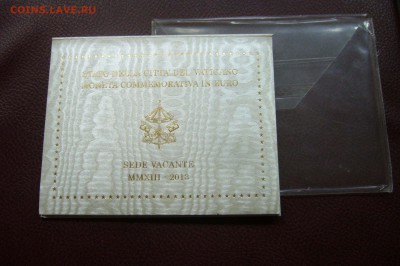 COINS.LAVE.RU
STATO DELLA CITTÀ DEL VATICANO
MONETA COMMEMORATIVA IN EURO
SEDE VACANTE
MMXIII - 2013